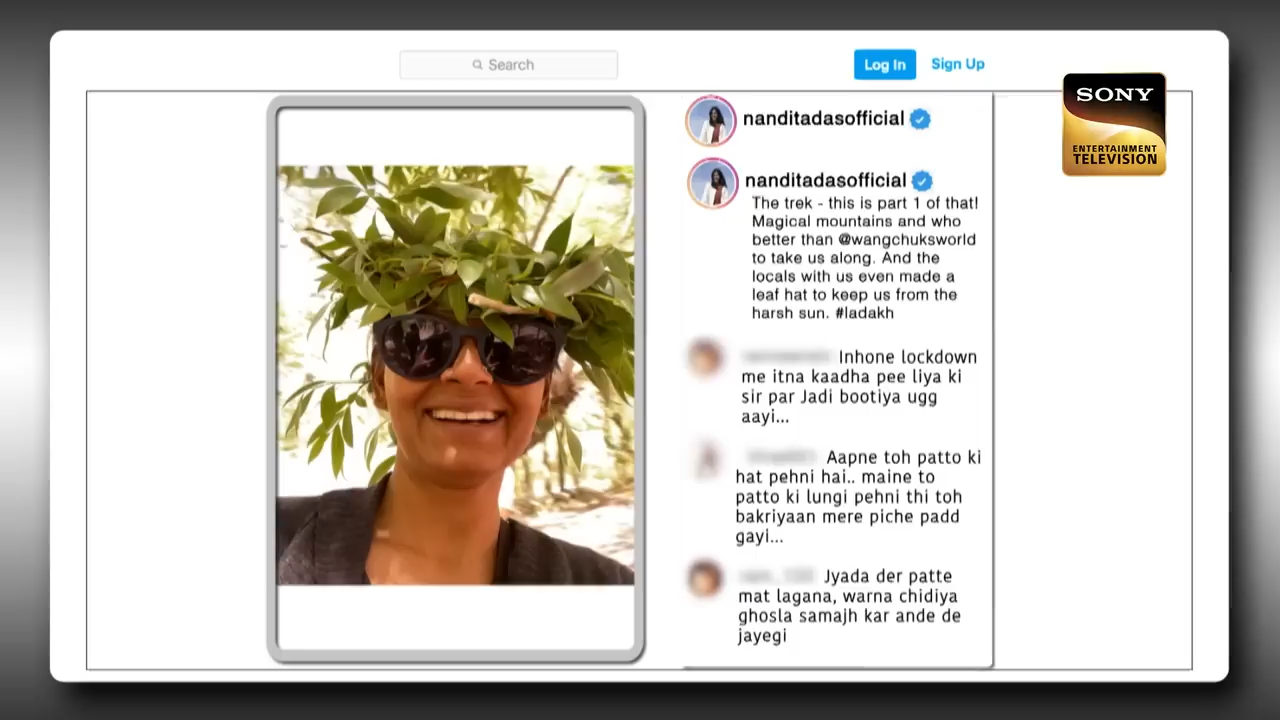 Search
Log In
Sign Up
SONY
ENTERTAINMENT
TELEVISION
nanditadasofficial
nanditadasofficial
The trek - this is part 1 of that!
Magical mountains and who
better than @wangchuksworld
to take us along. And the
locals with us even made a
leaf hat to keep us from the
harsh sun. #ladakh
Inhone lockdown
me itna kaadha pee liya ki
sir par Jadi bootiya ugg
aayi...
Aapne toh patto ki
hat pehni hai.. maine to
patto ki lungi pehni thi toh
bakriyaan mere piche padd
gayi...
Jyada der patte
mat lagana, warna chidiya
ghosla samajh kar ande de
jayegi